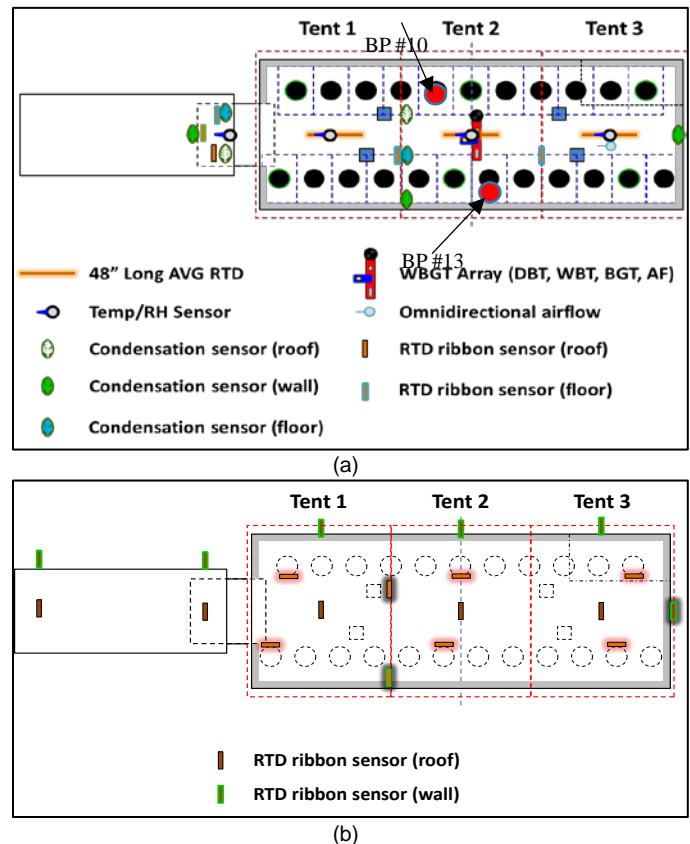 Tent 1 Tent 2 Tent 3
BP #10
BP #13
48” Long AVG RTD
WBGT Array (DBT, WBT, BGT, AF)
Temp/RH Sensor
Omnidirectional airflow
Condensation sensor (roof)
RTD ribbon sensor (roof)
Condensation sensor (wall)
RTD ribbon sensor (floor)
Condensation sensor (floor)
(a)
Tent 1 Tent 2 Tent 3
RTD ribbon sensor (roof)
RTD ribbon sensor (wall)
(b)